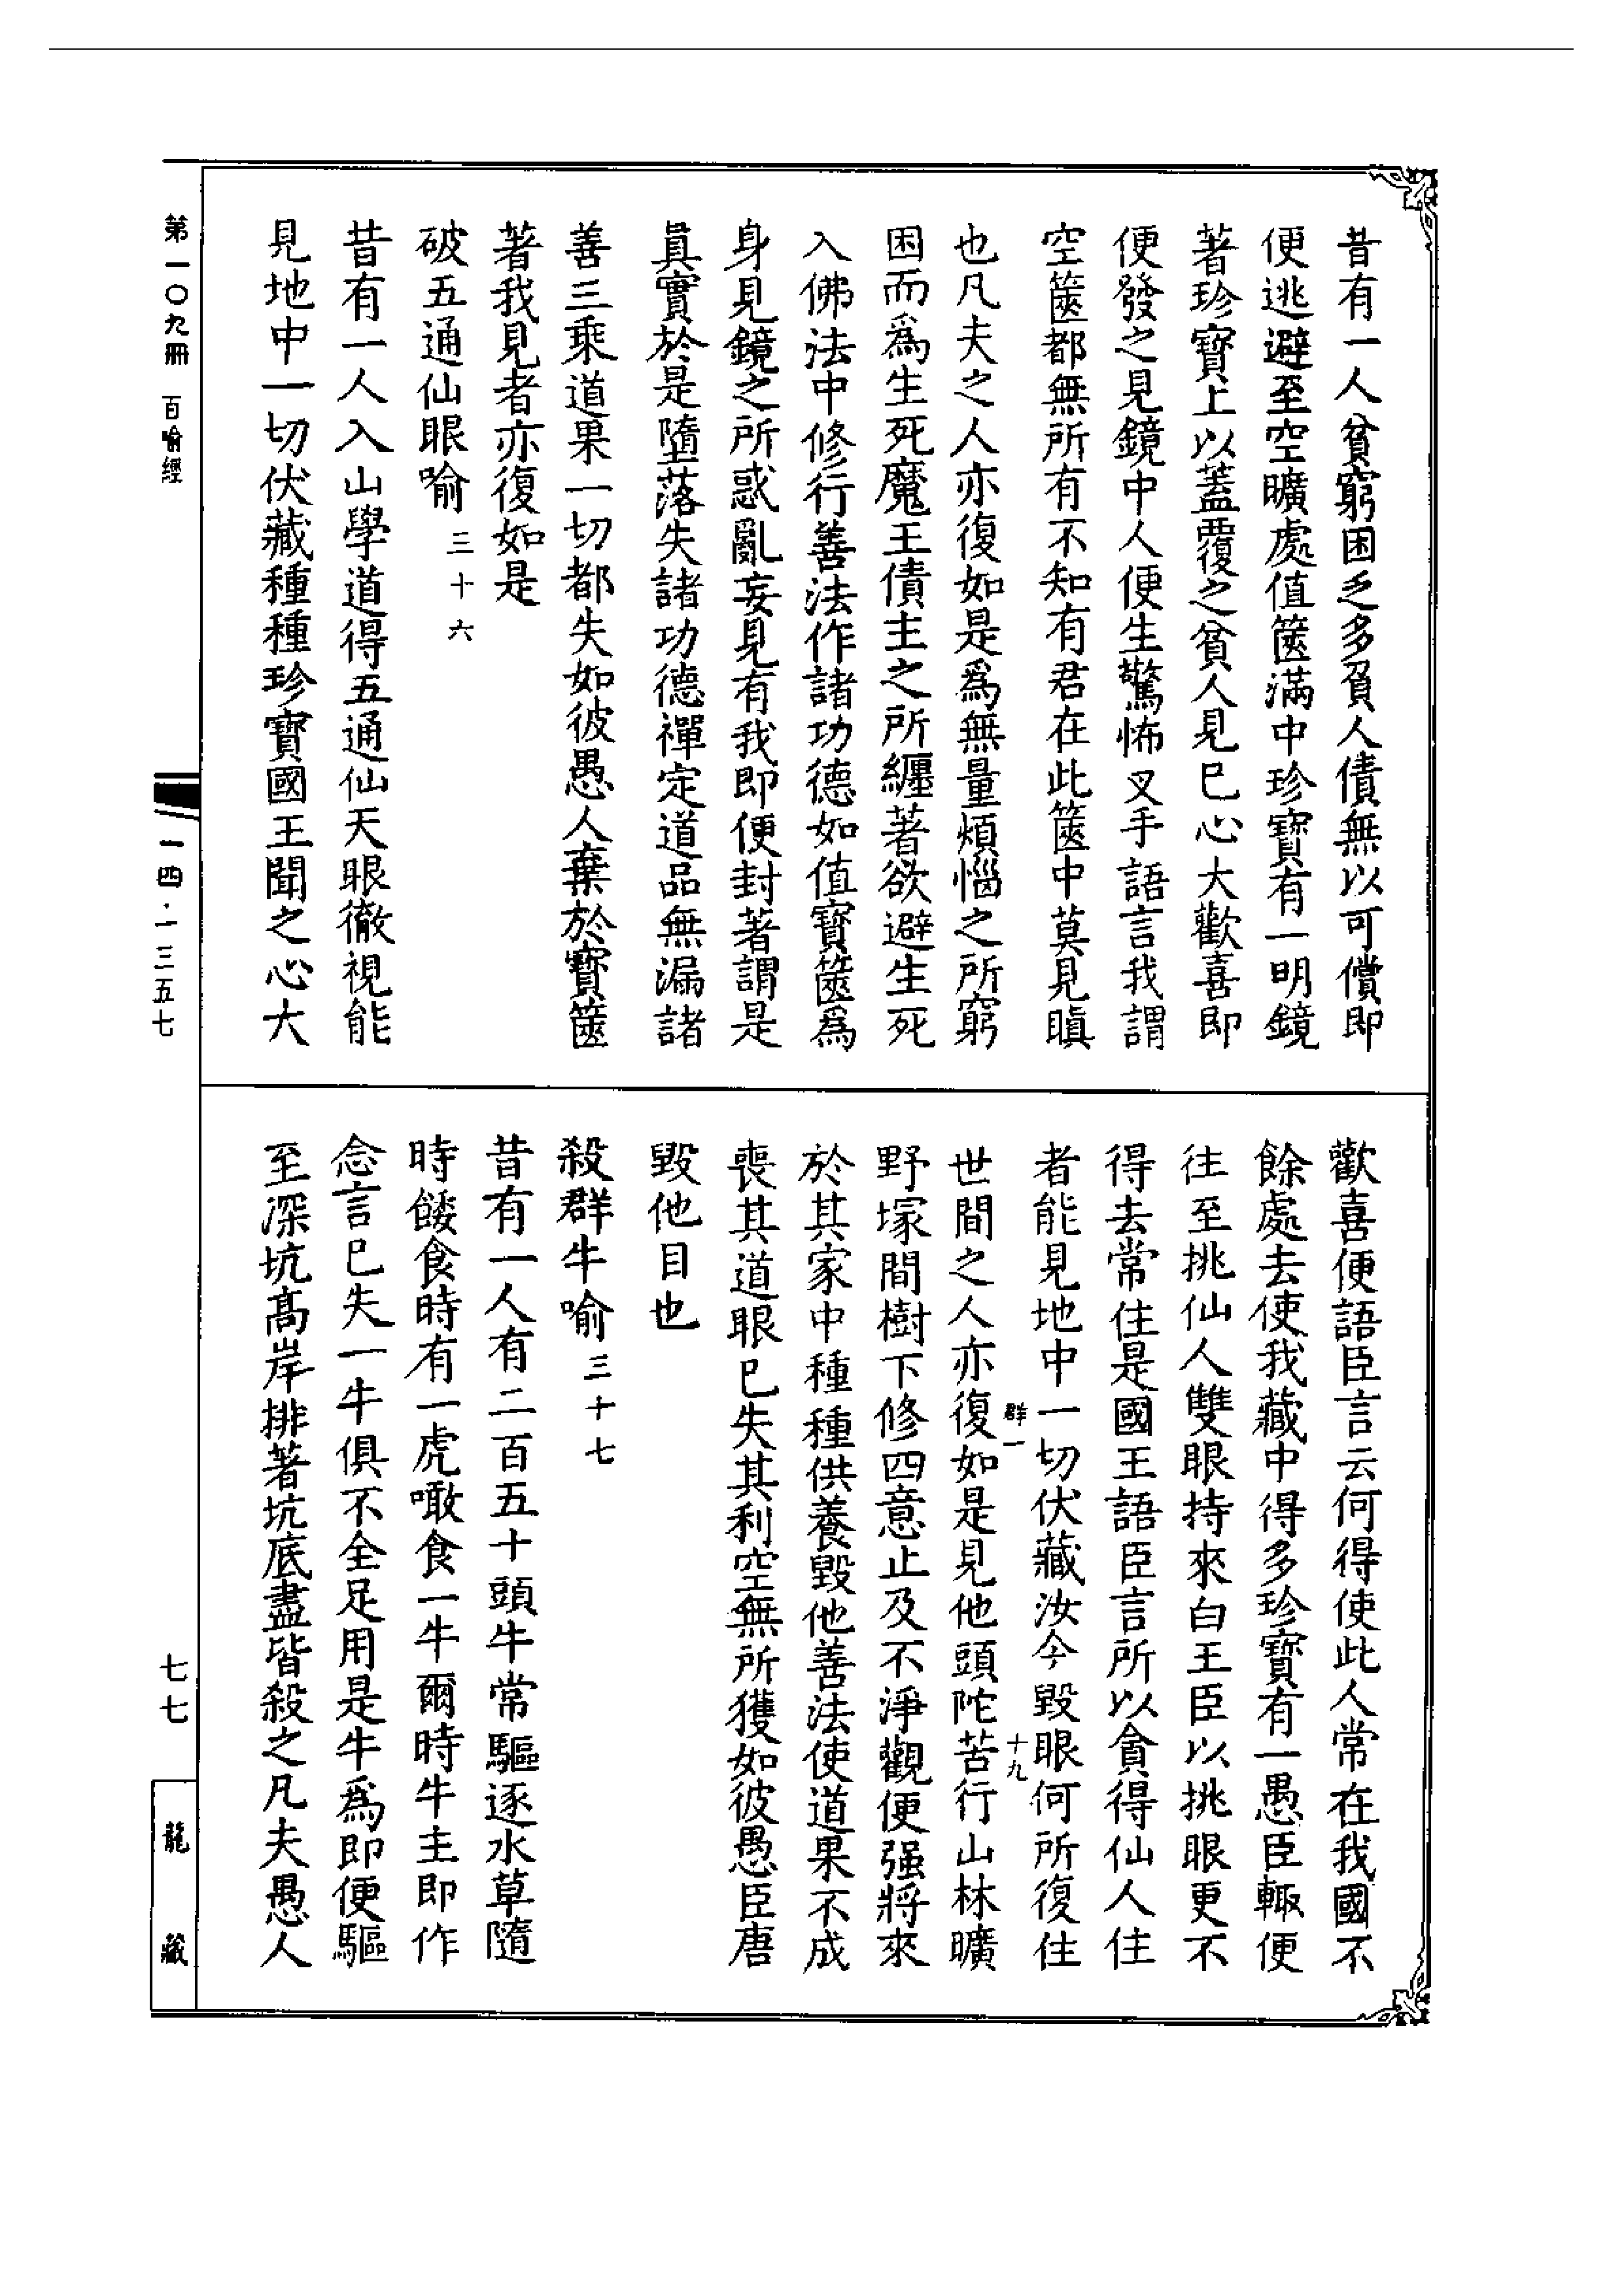 昔有一人貧窮困乏多負人債無以可償即
便逃避至空曠處值篋滿中珍寶有一明鏡
著珍寶上以蓋覆之貧人見巳心大歡喜即
便發之見鏡中人便生驚怖叉手語言我謂
空篋都無所有不知有君在此篋中莫見瞋
也凡夫之人亦復如是爲無量煩惱之所窮
困而爲生死魔王債主之所纏著欲避生死
入佛法中修行善法作諸功德如值寶篋爲
身見鏡之所惑亂妄見有我即便封著謂是
眞實於是墮落失諸功德禪定道品無漏諸
善三乘道果一切都失如彼愚人棄於寶篋
著我見者亦復如是
破五通仙眼喻三十六
昔有一人入山學道得五通仙天眼徹視能
見地中一切伏藏種種珍寶國王聞之心大
歡喜便語臣言云何得使此人常在我國不
餘處去使我藏中得多珍寶有一愚臣輒便
往至挑仙人雙眼持來白王臣以挑眼更不
得去常住是國王語臣言所以貪得仙人住
者能見地中一切伏藏汝今毀眼何所復住
群一 十九
世間之人亦復如是見他頭陀苦行山林曠
野塚間樹下修四意止及不淨觀便强將來
於其家中種種供養毀他善法使道果不成
喪其道眼巳失其利空無所獲如彼愚臣唐
毀他目也
殺群牛喻三十七
昔有一人有二百五十頭牛常驅逐水草隨
時餧食時有一虎噉食一牛爾時牛主即作
念言巳失一牛俱不全足用是牛爲即便驅
至深坑高岸排著坑底盡皆殺之凡夫愚人
第一〇九冊 百喻經
一四·一三五七
七七
龍藏